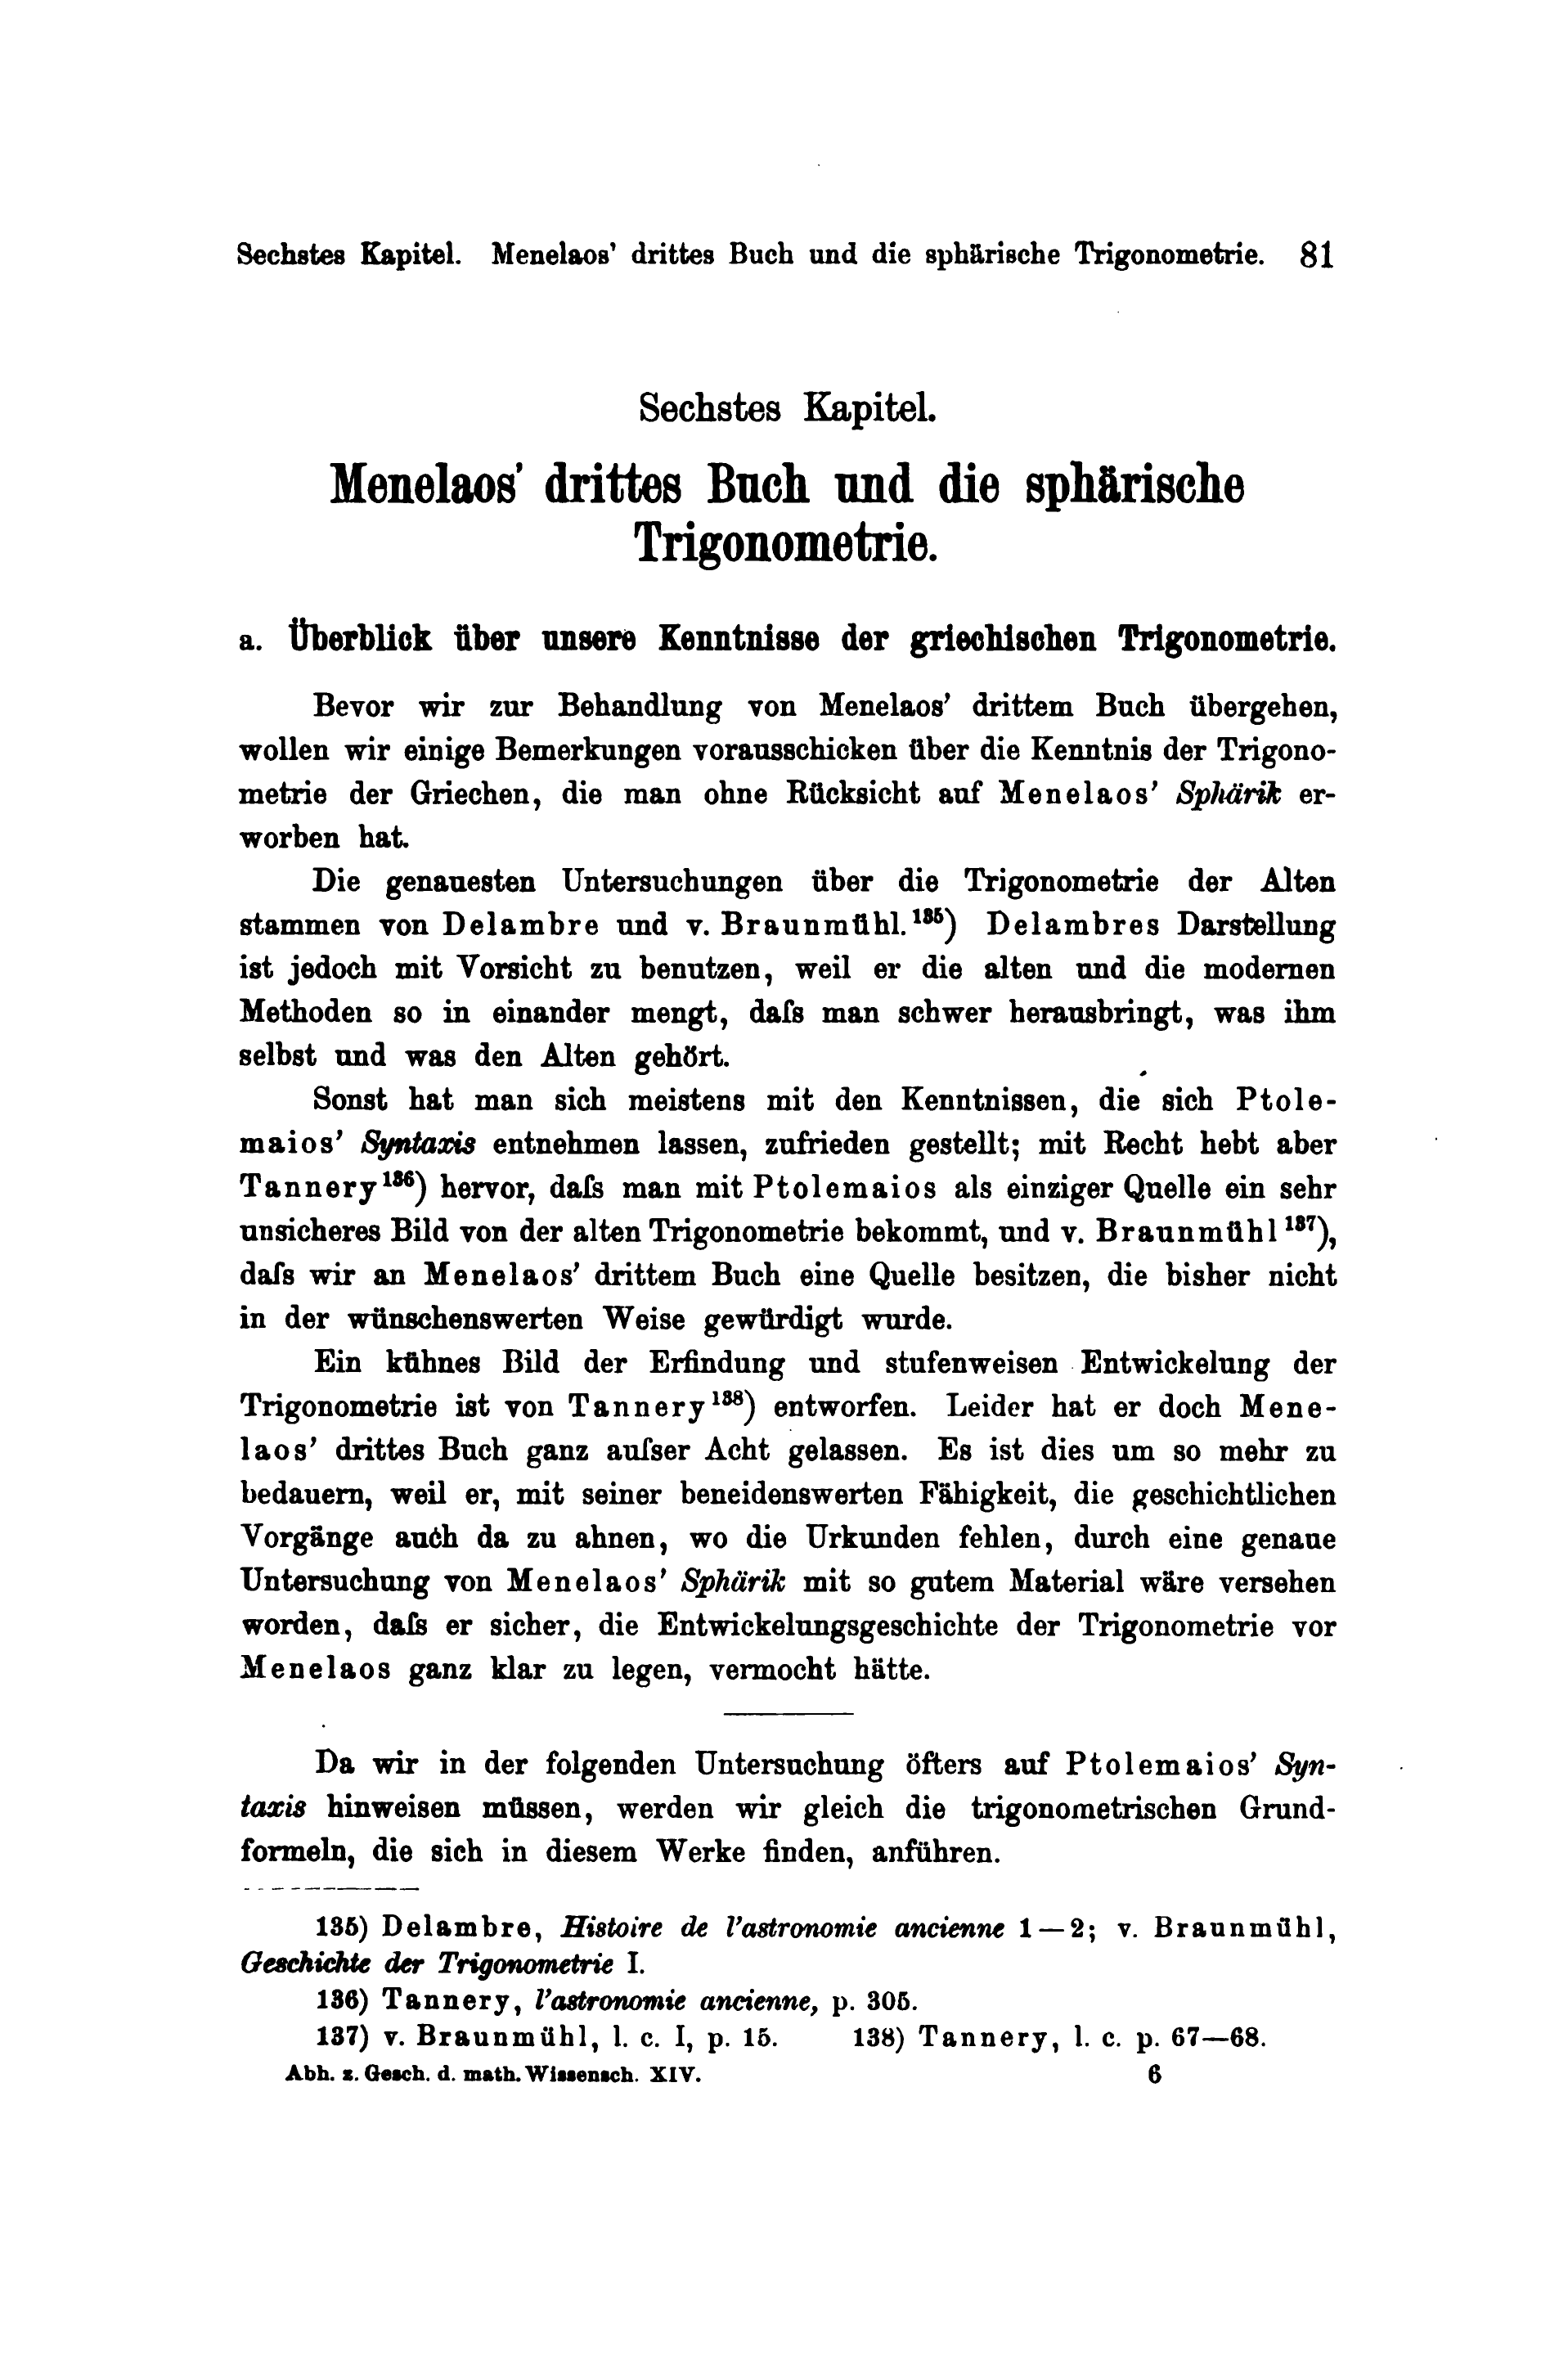 Sechstes Kapitel. Menelaos' drittes Buch und die sphärische Trigonometrie. 81
Sechstes Kapitel.
Menelaos' drittes Buch und die sphärische
Trigonometrie.
a. Überblick über unsere Kenntnisse der griechischen Trigonometrie.
Bevor wir zur Behandlung von Menelaos' drittem Buch übergehen,
wollen wir einige Bemerkungen vorausschicken über die Kenntnis der Trigono-
metrie der Griechen, die man ohne Rücksicht auf Menelaos' Sphärik er-
worben hat.
Die genauesten Untersuchungen über die Trigonometrie der Alten
stammen von Delambre und v. Braunmühl.¹³⁵) Delambres Darstellung
ist jedoch mit Vorsicht zu benutzen, weil er die alten und die modernen
Methoden so in einander mengt, daſs man schwer herausbringt, was ihm
selbst und was den Alten gehört.
Sonst hat man sich meistens mit den Kenntnissen, die sich Ptole-
maios' Syntaxis entnehmen lassen, zufrieden gestellt; mit Recht hebt aber
Tannery¹³⁶) hervor, daſs man mit Ptolemaios als einziger Quelle ein sehr
unsicheres Bild von der alten Trigonometrie bekommt, und v. Braunmühl¹³⁷),
daſs wir an Menelaos' drittem Buch eine Quelle besitzen, die bisher nicht
in der wünschenswerten Weise gewürdigt wurde.
Ein kühnes Bild der Erfindung und stufenweisen Entwickelung der
Trigonometrie ist von Tannery¹³⁸) entworfen. Leider hat er doch Mene-
laos' drittes Buch ganz auſser Acht gelassen. Es ist dies um so mehr zu
bedauern, weil er, mit seiner beneidenswerten Fähigkeit, die geschichtlichen
Vorgänge auch da zu ahnen, wo die Urkunden fehlen, durch eine genaue
Untersuchung von Menelaos' Sphärik mit so gutem Material wäre versehen
worden, daſs er sicher, die Entwickelungsgeschichte der Trigonometrie vor
Menelaos ganz klar zu legen, vermocht hätte.
Da wir in der folgenden Untersuchung öfters auf Ptolemaios' Syn-
taxis hinweisen müssen, werden wir gleich die trigonometrischen Grund-
formeln, die sich in diesem Werke finden, anführen.
135) Delambre, Histoire de l'astronomie ancienne 1—2; v. Braunmühl,
Geschichte der Trigonometrie I.
136) Tannery, l'astronomie ancienne, p. 305.
137) v. Braunmühl, l. c. I, p. 15. 138) Tannery, l. c. p. 67—68.
Abh. z. Gesch. d. math. Wissensch. XIV. 6